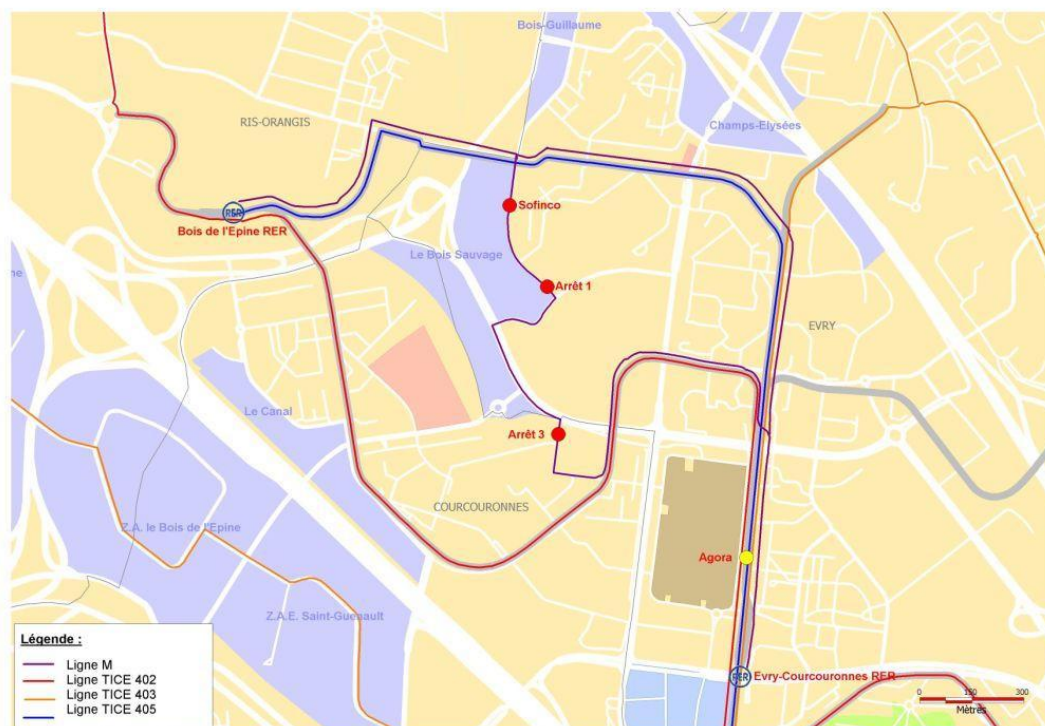 Bois-Guillaume
RIS-ORANGIS
Champs-Elysées
RER
Sofinco
Bois de l'Epine RER
Le Bois Sauvage
Arrêt 1
EVRY
Le Canal
Arrêt 3
COURCOURONNES
Z.A. le Bois de l'Epine
Agora
Z.A.E. Saint-Guénault
Légende :
Ligne M
Ligne TICE 402
Ligne TICE 403
Ligne TICE 405
RER
Evry-Courcouronnes RER
0 150 300
Mètres